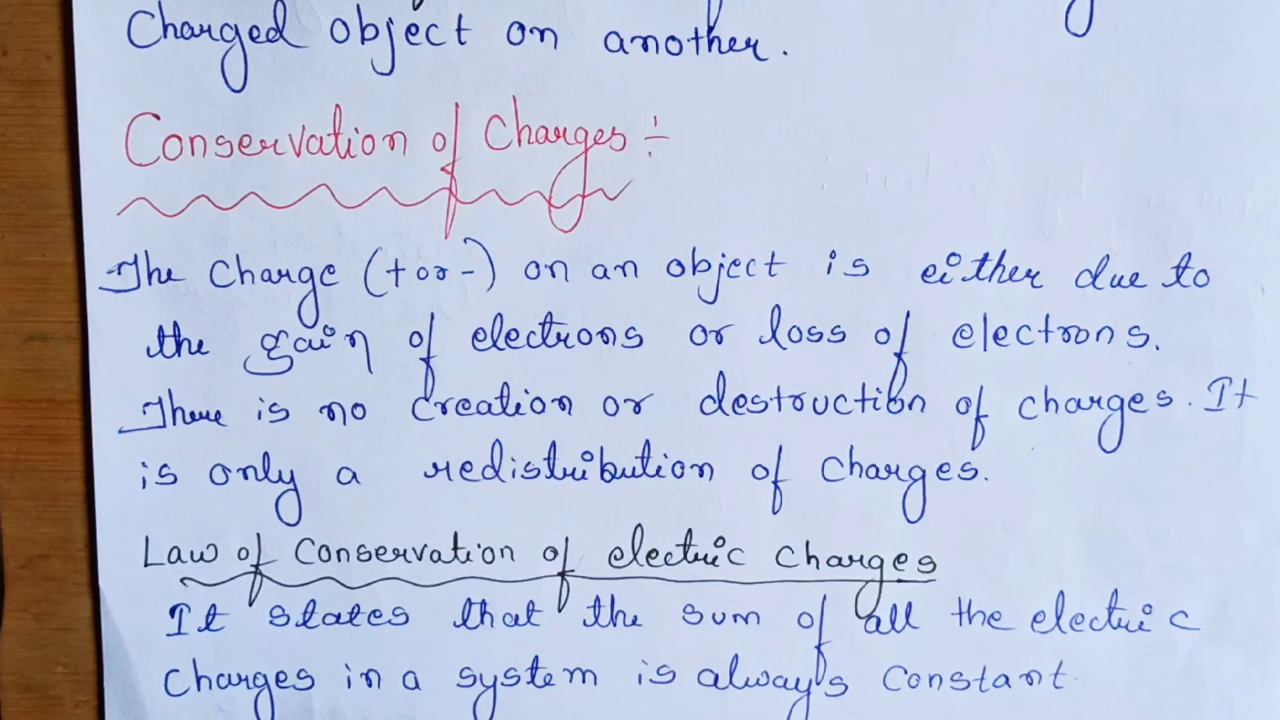 Charged object on another.
Conservation of Charges ÷
The charge (+ or -) on an object is either due to
the gain of electrons or loss of electrons.
There is no creation or destruction of charges. It
is only a redistribution of charges.
Law of Conservation of electric charges
It states that the sum of all the electric
charges in a system is always constant.